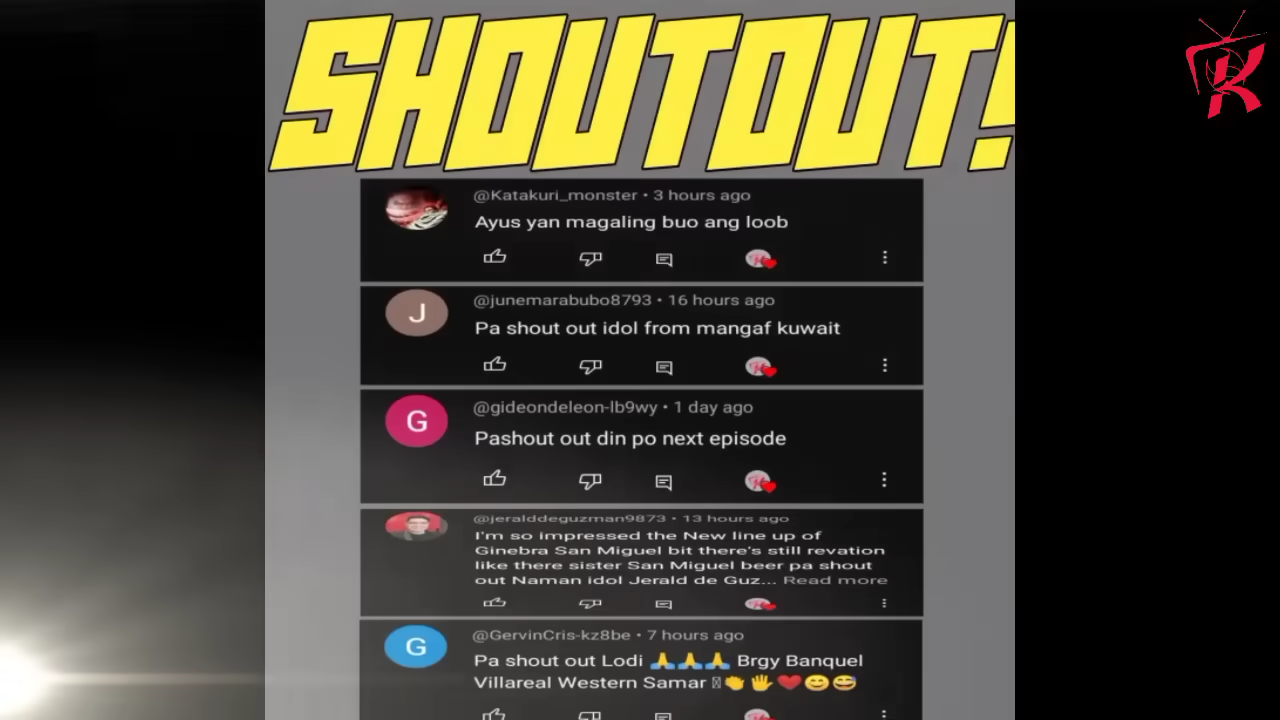 SHOUTOUT!
@Katakuri_monster • 3 hours ago
Ayus yan magaling buo ang loob
J
@junemarabubo8793 • 16 hours ago
Pa shout out idol from mangaf kuwait
G
@gideondeleon-lb9wy • 1 day ago
Pashout out din po next episode
@jeralddeguzman9873 • 13 hours ago
I'm so impressed the New line up of
Ginebra San Miguel bit there's still revation
like there sister San Miguel beer pa shout
out Naman idol Jerald de Guz... Read more
G
@GervinCris-kz8be • 7 hours ago
Pa shout out Lodi 🙏🙏🙏 Brgy Banquel
Villareal Western Samar 👏🖐❤😊😅